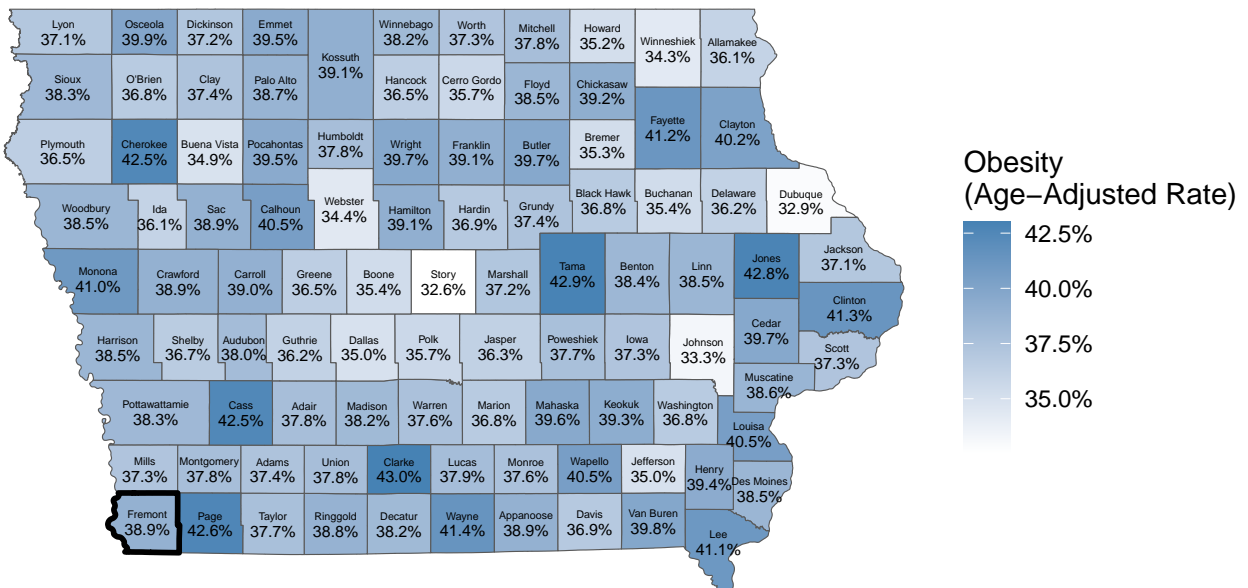 Lyon
37.1%
Osceola
39.9%
Dickinson
37.2%
Emmet
39.5%
Kossuth
39.1%
Winnebago
38.2%
Worth
37.3%
Mitchell
37.8%
Howard
35.2%
Winneshiek
34.3%
Allamakee
36.1%
Sioux
38.3%
O'Brien
36.8%
Clay
37.4%
Palo Alto
38.7%
Hancock
36.5%
Cerro Gordo
35.7%
Floyd
38.5%
Chickasaw
39.2%
Fayette
41.2%
Clayton
40.2%
Plymouth
36.5%
Cherokee
42.5%
Buena Vista
34.9%
Pocahontas
39.5%
Humboldt
37.8%
Wright
39.7%
Franklin
39.1%
Butler
39.7%
Bremer
35.3%
Woodbury
38.5%
Ida
36.1%
Sac
38.9%
Calhoun
40.5%
Webster
34.4%
Hamilton
39.1%
Hardin
36.9%
Grundy
37.4%
Black Hawk
36.8%
Buchanan
35.4%
Delaware
36.2%
Dubuque
32.9%
Monona
41.0%
Crawford
38.9%
Carroll
39.0%
Greene
36.5%
Boone
35.4%
Story
32.6%
Marshall
37.2%
Tama
42.9%
Benton
38.4%
Linn
38.5%
Jones
42.8%
Jackson
37.1%
Clinton
41.3%
Harrison
38.5%
Shelby
36.7%
Audubon
38.0%
Guthrie
36.2%
Dallas
35.0%
Polk
35.7%
Jasper
36.3%
Poweshiek
37.7%
Iowa
37.3%
Johnson
33.3%
Cedar
39.7%
Scott
37.3%
Muscatine
38.6%
Pottawattamie
38.3%
Cass
42.5%
Adair
37.8%
Madison
38.2%
Warren
37.6%
Marion
36.8%
Mahaska
39.6%
Keokuk
39.3%
Washington
36.8%
Louisa
40.5%
Mills
37.3%
Montgomery
37.8%
Adams
37.4%
Union
37.8%
Clarke
43.0%
Lucas
37.9%
Monroe
37.6%
Wapello
40.5%
Jefferson
35.0%
Henry
39.4%
Des Moines
38.5%
Fremont
38.9%
Page
42.6%
Taylor
37.7%
Ringgold
38.8%
Decatur
38.2%
Wayne
41.4%
Appanoose
38.9%
Davis
36.9%
Van Buren
39.8%
Lee
41.1%
Obesity
(Age−Adjusted Rate)
42.5%
40.0%
37.5%
35.0%